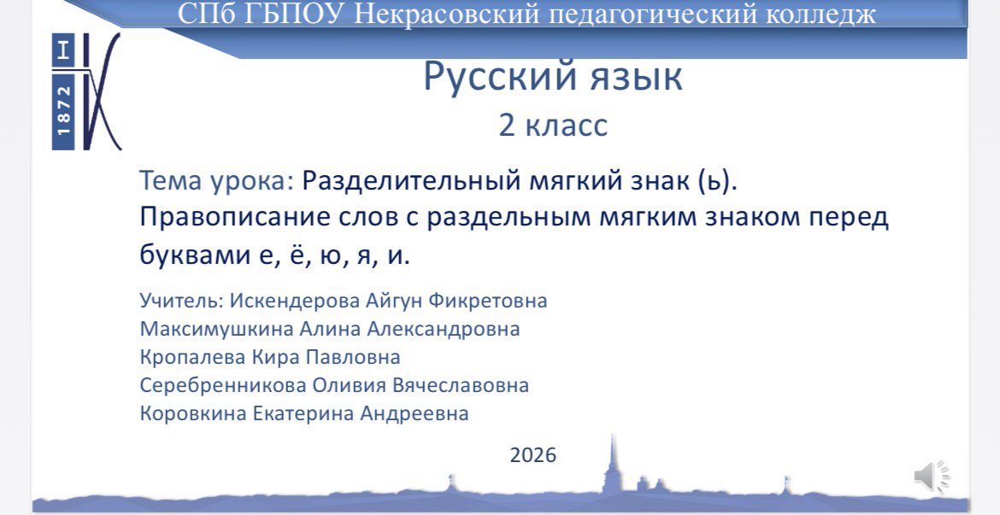 СПб ГБПОУ Некрасовский педагогический колледж
I
1872
Русский язык
2 класс
Тема урока: Разделительный мягкий знак (ь).
Правописание слов с раздельным мягким знаком перед
буквами е, ё, ю, я, и.
Учитель: Искендерова Айгун Фикретовна
Максимушкина Алина Александровна
Кропалева Кира Павловна
Серебренникова Оливия Вячеславовна
Коровкина Екатерина Андреевна
2026